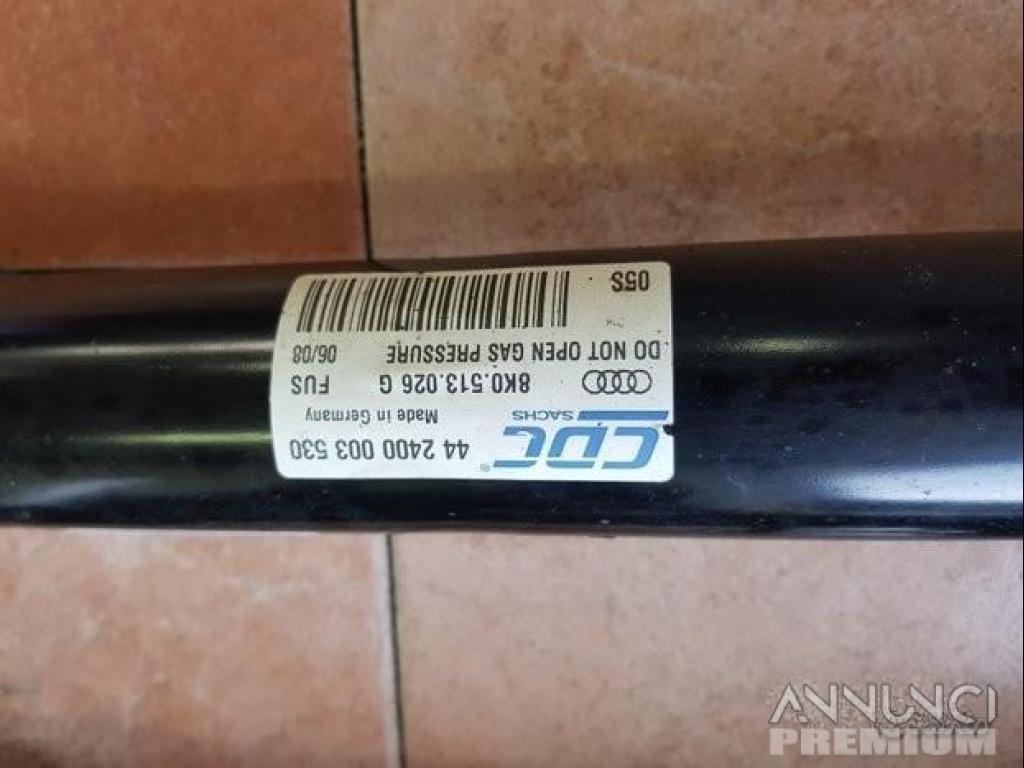 CDC® 44 2400 003 530
SACHS Made in Germany
8K0.513.026 G FUS
DO NOT OPEN GAS PRESSURE 06/08
05S
ANNUNCI
PREMIUM